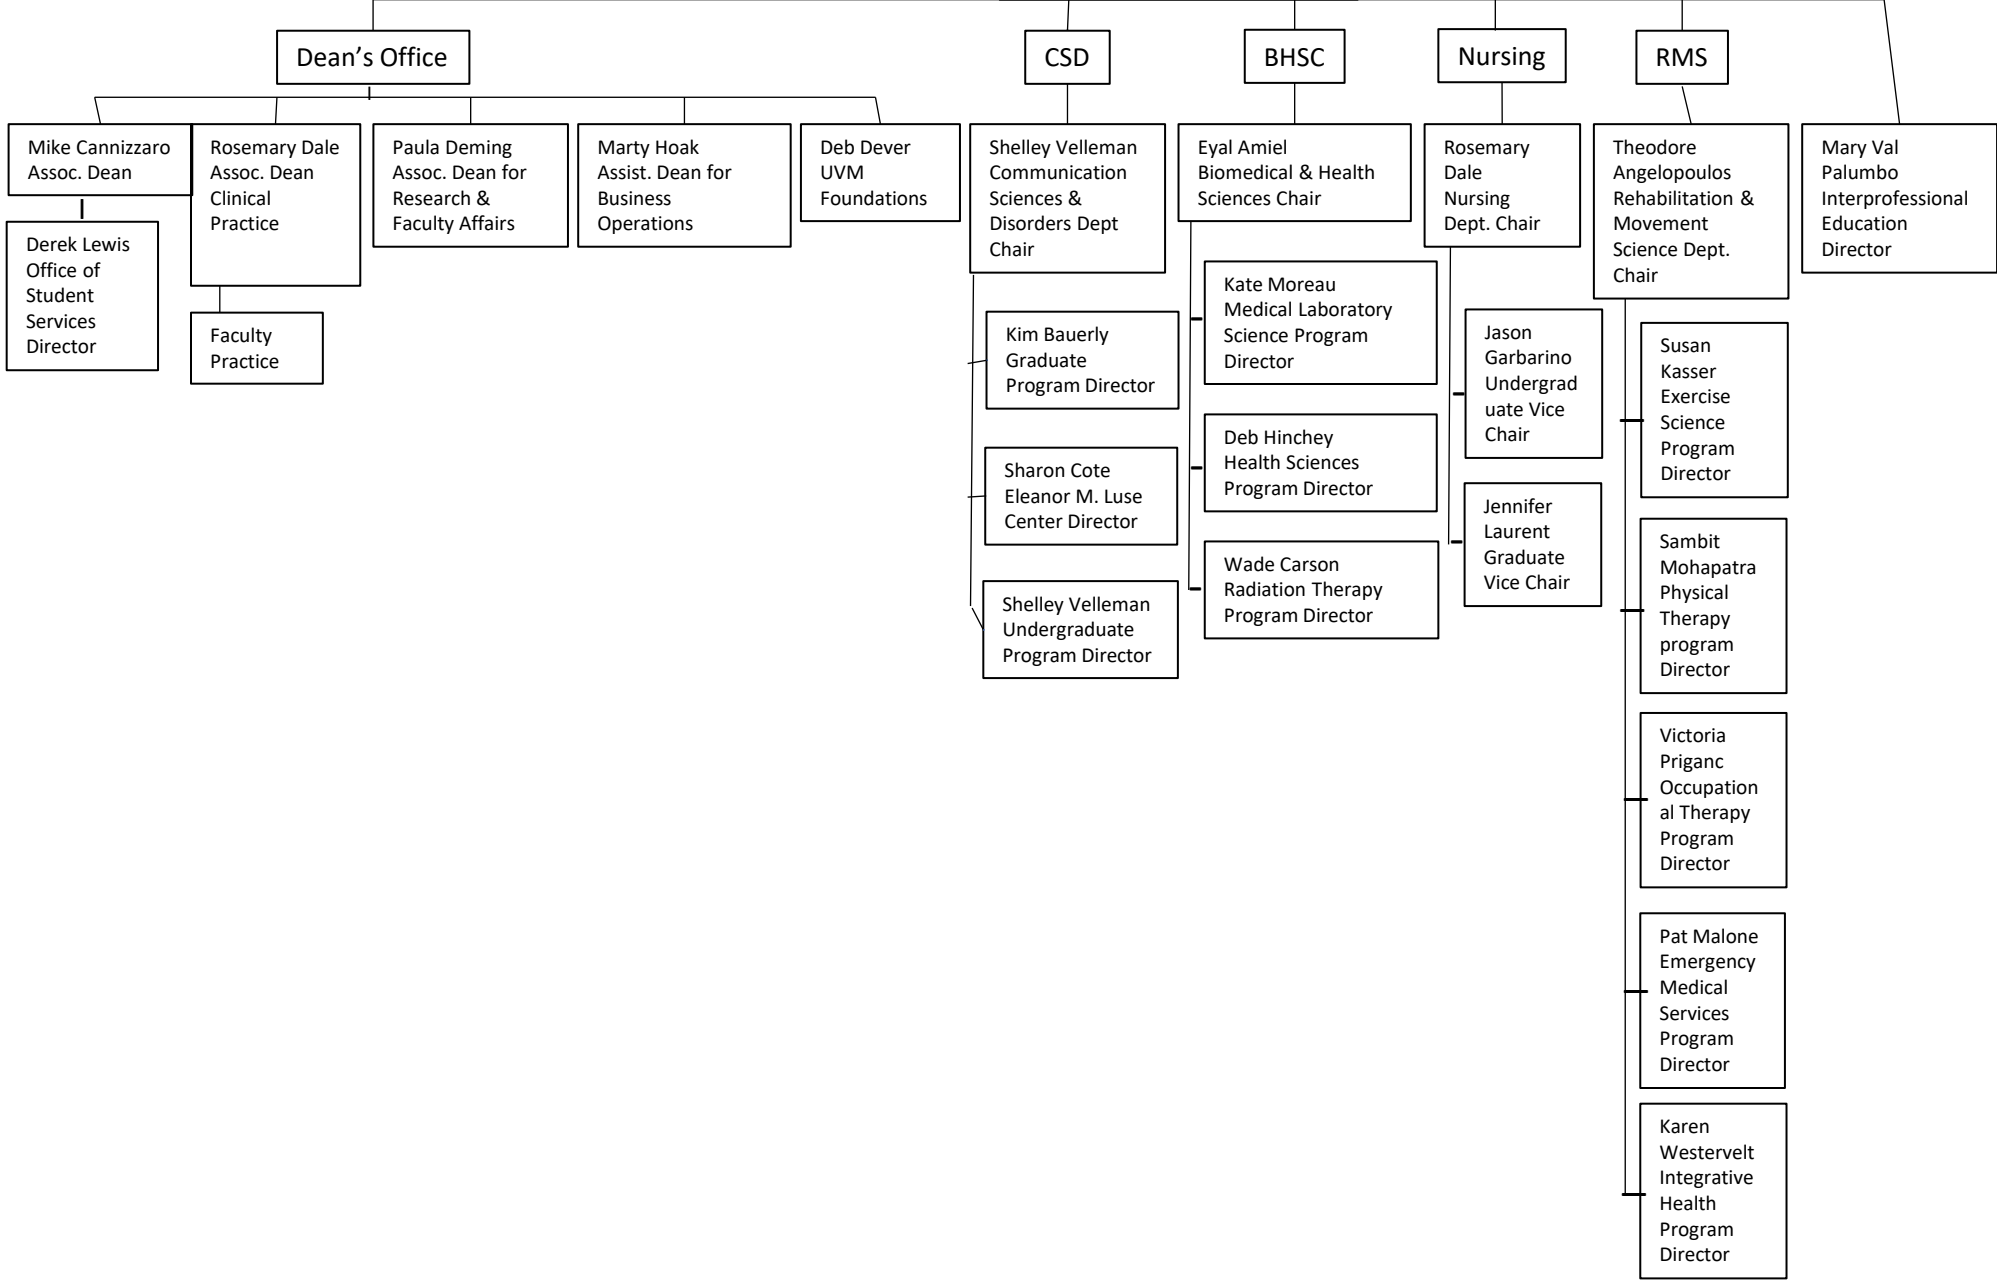 Dean’s Office
CSD
BHSC
Nursing
RMS
Mike Cannizzaro
Assoc. Dean
Rosemary Dale
Assoc. Dean
Clinical
Practice
Paula Deming
Assoc. Dean for
Research &
Faculty Affairs
Marty Hoak
Assist. Dean for
Business
Operations
Deb Dever
UVM
Foundations
Shelley Velleman
Communication
Sciences &
Disorders Dept
Chair
Eyal Amiel
Biomedical & Health
Sciences Chair
Rosemary
Dale
Nursing
Dept. Chair
Theodore
Angelopoulos
Rehabilitation &
Movement
Science Dept.
Chair
Mary Val
Palumbo
Interprofessional
Education
Director
Derek Lewis
Office of
Student
Services
Director
Faculty
Practice
Kim Bauerly
Graduate
Program Director
Sharon Cote
Eleanor M. Luse
Center Director
Shelley Velleman
Undergraduate
Program Director
Kate Moreau
Medical Laboratory
Science Program
Director
Deb Hinchey
Health Sciences
Program Director
Wade Carson
Radiation Therapy
Program Director
Jason
Garbarino
Undergrad
uate Vice
Chair
Jennifer
Laurent
Graduate
Vice Chair
Susan
Kasser
Exercise
Science
Program
Director
Sambit
Mohapatra
Physical
Therapy
program
Director
Victoria
Priganc
Occupation
al Therapy
Program
Director
Pat Malone
Emergency
Medical
Services
Program
Director
Karen
Westervelt
Integrative
Health
Program
Director